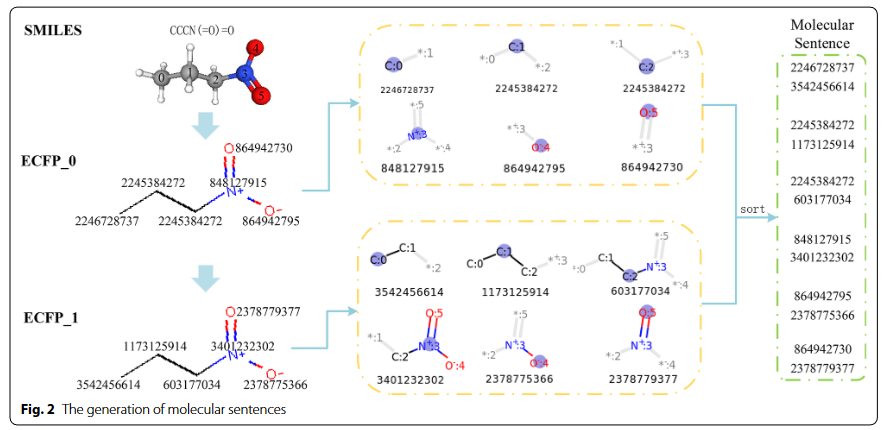 SMILES
CCCN(=O)=O
0
1
2
3
4
5
ECFP_0
O 864942730
2245384272
848127915
N+
O-
2246728737
2245384272
864942795
ECFP_1
O 2378779377
1173125914
3401232302
N+
O-
3542456614
603177034
2378775366
C:0
*:1
2246728737
*:0
C:1
*:2
2245384272
*:1
C:2
*+:3
2245384272
*:5
N+:3
*:2
*:4
848127915
*+:3
O:4
864942795
O:5
*+:3
864942730
C:0
C:1
*:2
3542456614
C:0
C:1
C:2
*+:3
1173125914
*:0
C:1
C:2
*:5
N+:3
*:4
603177034
*:1
C:2
O:5
N+:3
O:4
3401232302
*:5
*:2
N+:3
O:4
2378775366
O:5
N+:3
*:2
*:4
2378779377
sort
Molecular
Sentence
2246728737
3542456614
2245384272
1173125914
2245384272
603177034
848127915
3401232302
864942795
2378775366
864942730
2378779377
Fig. 2 The generation of molecular sentences